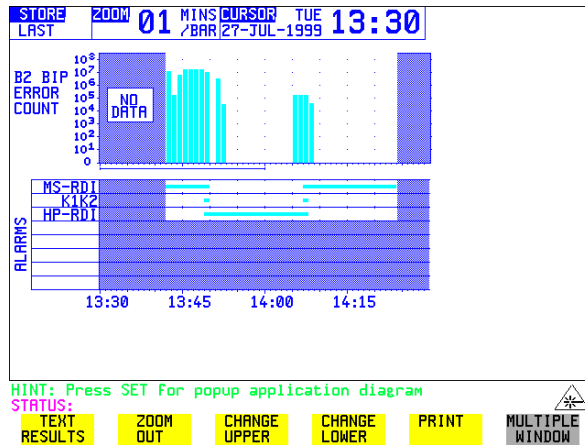 STORE ZOOM 01 MINS CURSOR TUE 13:30
LAST /BAR 27-JUL-1999
B2 BIP
ERROR
COUNT
10⁸
10⁷
10⁶
10⁵
10⁴
10³
10²
10¹
0
NO
DATA
ALARMS
MS-RDI
K1K2
HP-RDI
13:30 13:45 14:00 14:15
HINT: Press SET for popup application diagram
STATUS:
TEXT RESULTS
ZOOM OUT
CHANGE UPPER
CHANGE LOWER
PRINT
MULTIPLE WINDOW